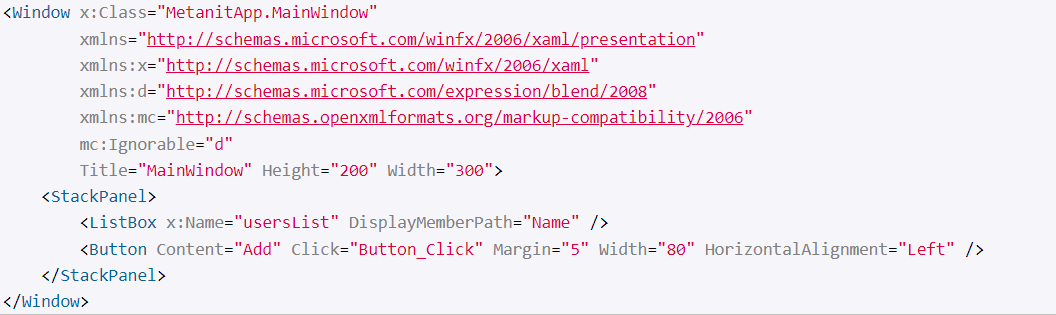 <Window x:Class="MetanitApp.MainWindow"
xmlns="http://schemas.microsoft.com/winfx/2006/xaml/presentation"
xmlns:x="http://schemas.microsoft.com/winfx/2006/xaml"
xmlns:d="http://schemas.microsoft.com/expression/blend/2008"
xmlns:mc="http://schemas.openxmlformats.org/markup-compatibility/2006"
mc:Ignorable="d"
Title="MainWindow" Height="200" Width="300">
<StackPanel>
<ListBox x:Name="usersList" DisplayMemberPath="Name" />
<Button Content="Add" Click="Button_Click" Margin="5" Width="80" HorizontalAlignment="Left" />
</StackPanel>
</Window>